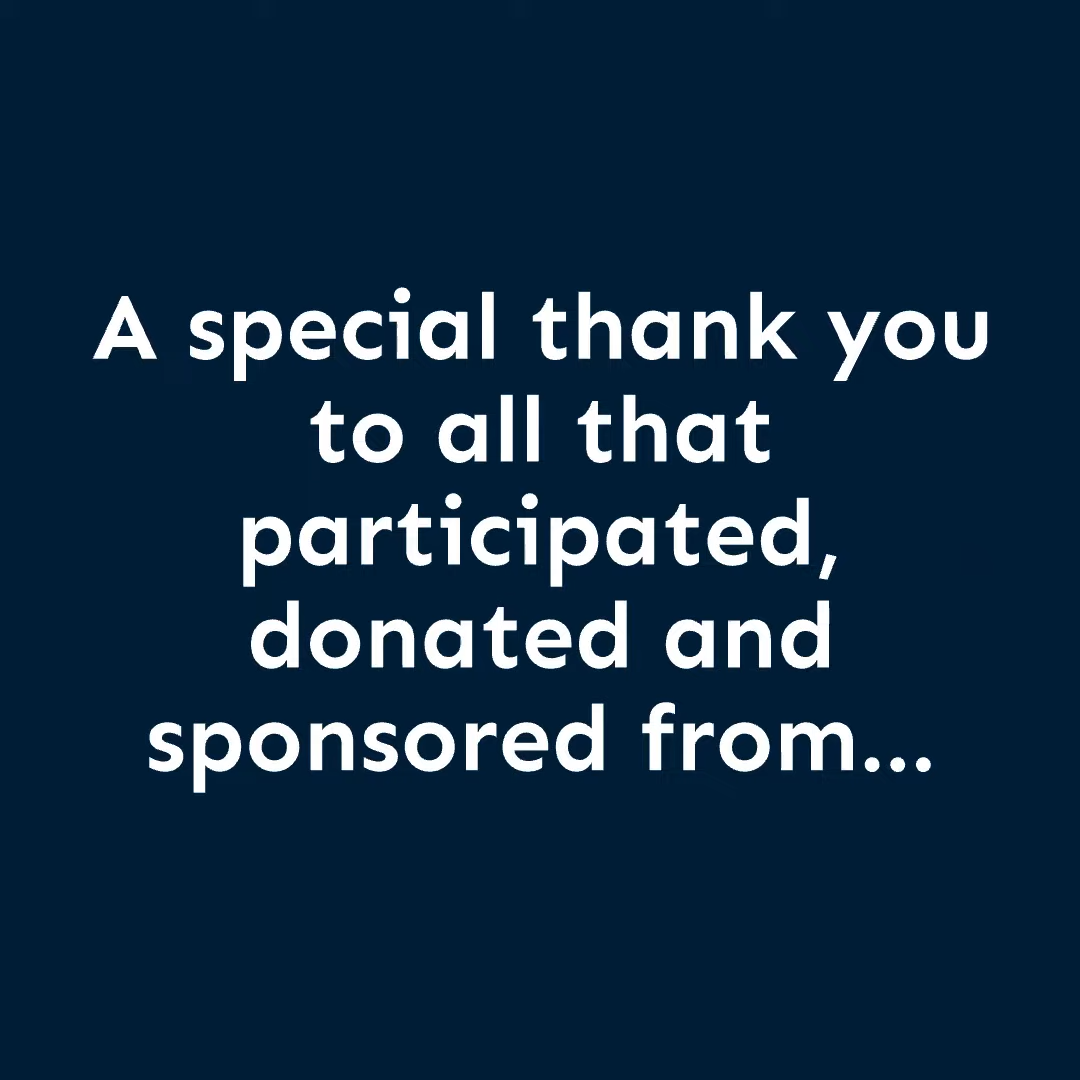 A special thank you
to all that
participated,
donated and
sponsored from...